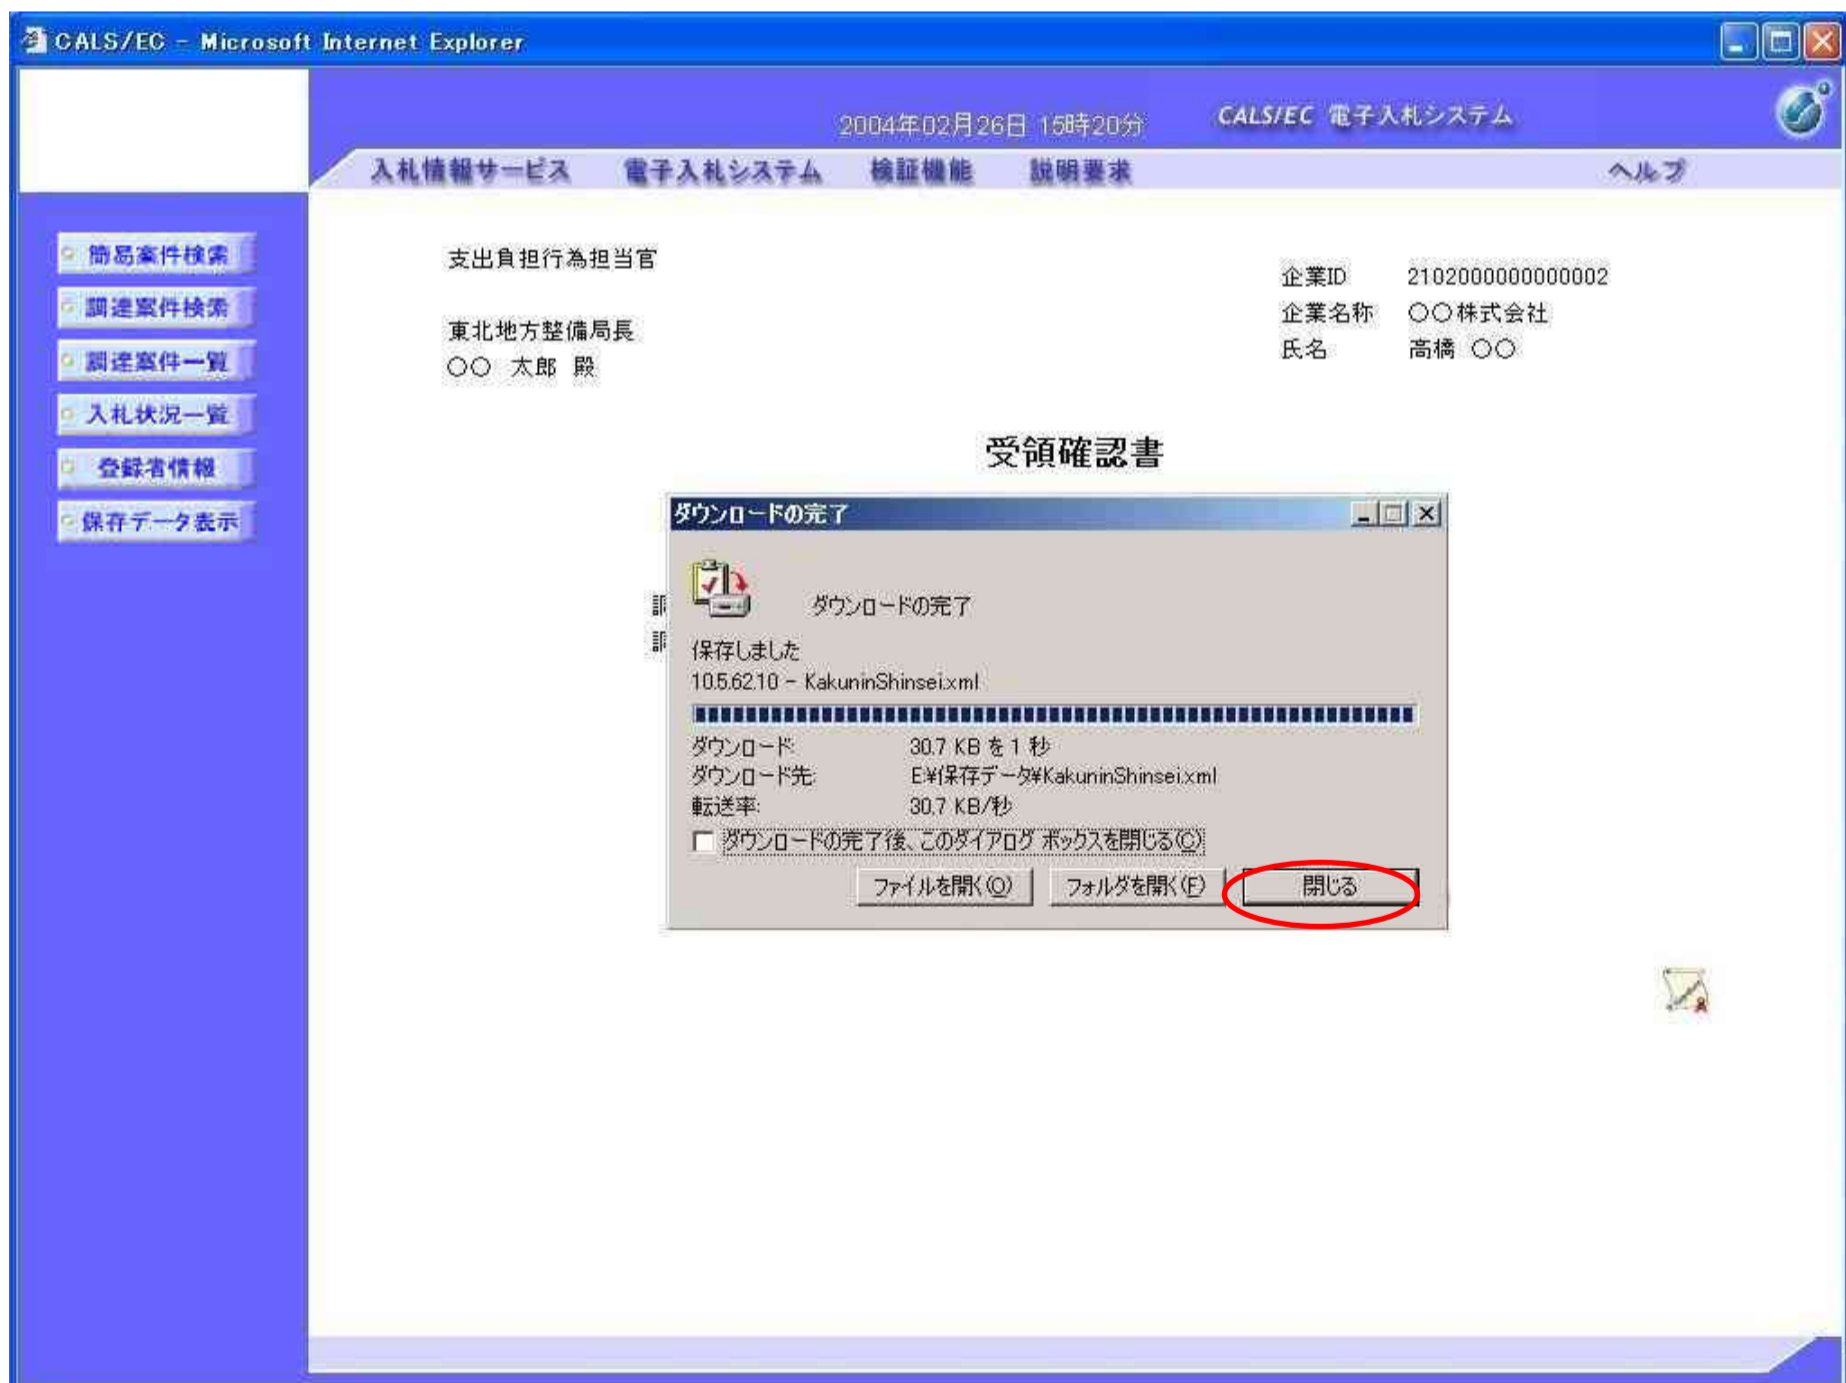 CALS/EC - Microsoft Internet Explorer
2004年02月26日 15時20分
CALS/EC 電子入札システム
入札情報サービス 電子入札システム 検証機能 説明要求 ヘルプ
簡易案件検索
調達案件検索
調達案件一覧
入札状況一覧
登録者情報
保存データ表示
支出負担行為担当官
東北地方整備局長
〇〇 太郎 殿
企業ID 2102000000000002
企業名称 〇〇株式会社
氏名 高橋 〇〇
受領確認書
ダウンロードの完了
ダウンロードの完了
保存しました
10.5.62.10 - KakuninShinsei.xml
ダウンロード: 30.7 KB を 1 秒
ダウンロード先: E:¥保存データ¥KakuninShinsei.xml
転送率: 30.7 KB/秒
ダウンロードの完了後、このダイアログ ボックスを閉じる(C)
ファイルを開く(O) フォルダを開く(F) 閉じる